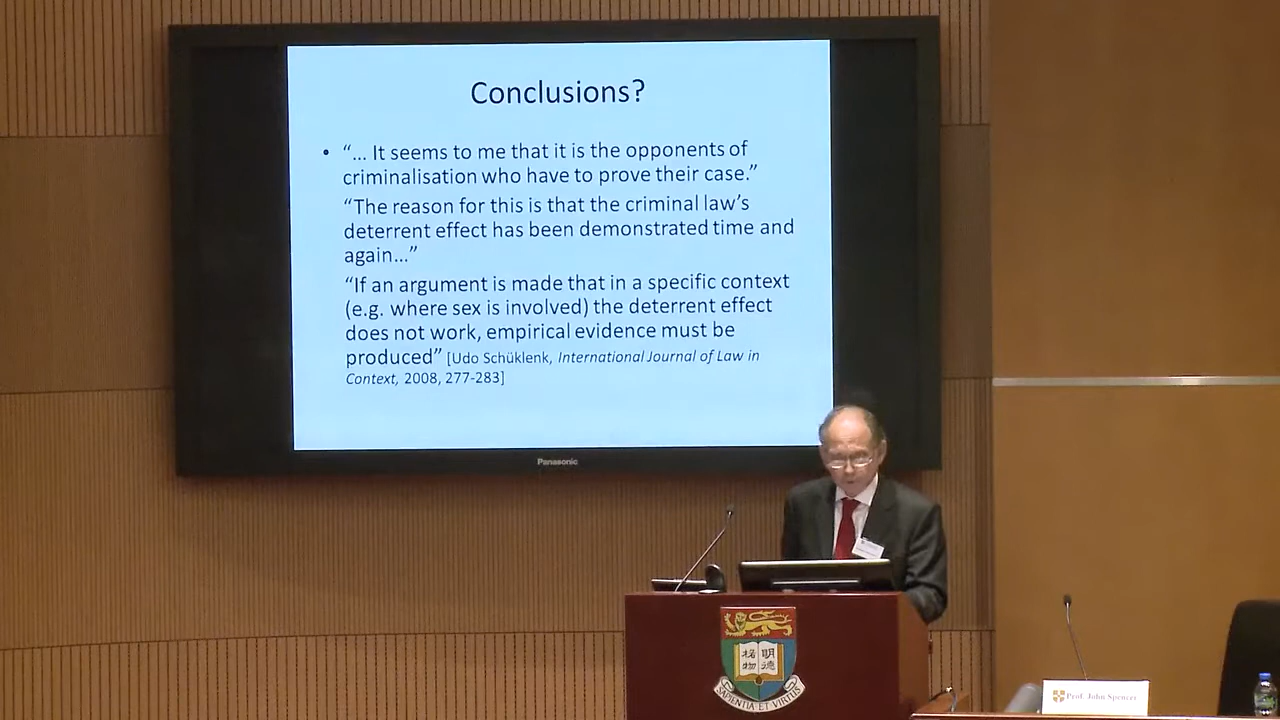 Conclusions?
• “... It seems to me that it is the opponents of
criminalisation who have to prove their case.”
“The reason for this is that the criminal law’s
deterrent effect has been demonstrated time and
again...”
“If an argument is made that in a specific context
(e.g. where sex is involved) the deterrent effect
does not work, empirical evidence must be
produced” [Udo Schüklenk, International Journal of Law in
Context, 2008, 277-283]
Panasonic
格物 明德
SAPIENTIA·ET·VIRTUS
Prof. John Spencer